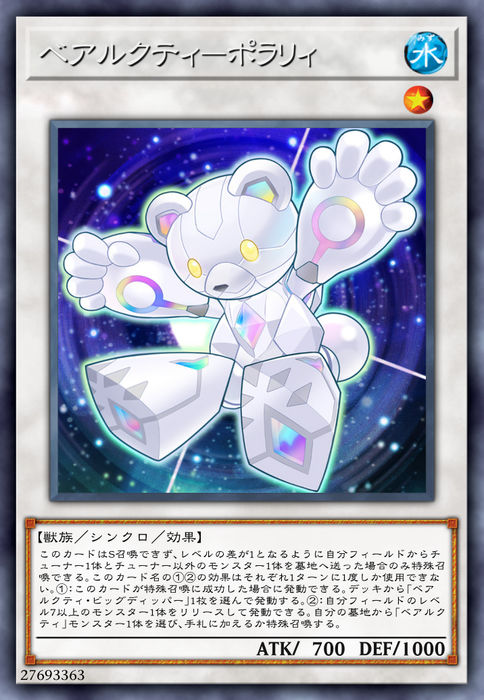 ベアルクティーポラリィ
みず
水
【獣族／シンクロ／効果】
このカードはS召喚できず、レベルの差が1となるように自分フィールドからチ
ューナー1体とチューナー以外のモンスター1体を墓地へ送った場合のみ特殊召
喚できる。このカード名の①②の効果はそれぞれ1ターンに1度しか使用できな
い。①：このカードが特殊召喚に成功した場合に発動できる。デッキから「ベアル
クティ・ビッグディッパー」1枚を選んで発動する。②：自分フィールドのレベ
ル7以上のモンスター1体をリリースして発動できる。自分の墓地から「ベアルク
ティ」モンスター1体を選び、手札に加えるか特殊召喚する。
ATK/ 700 DEF/1000
27693363